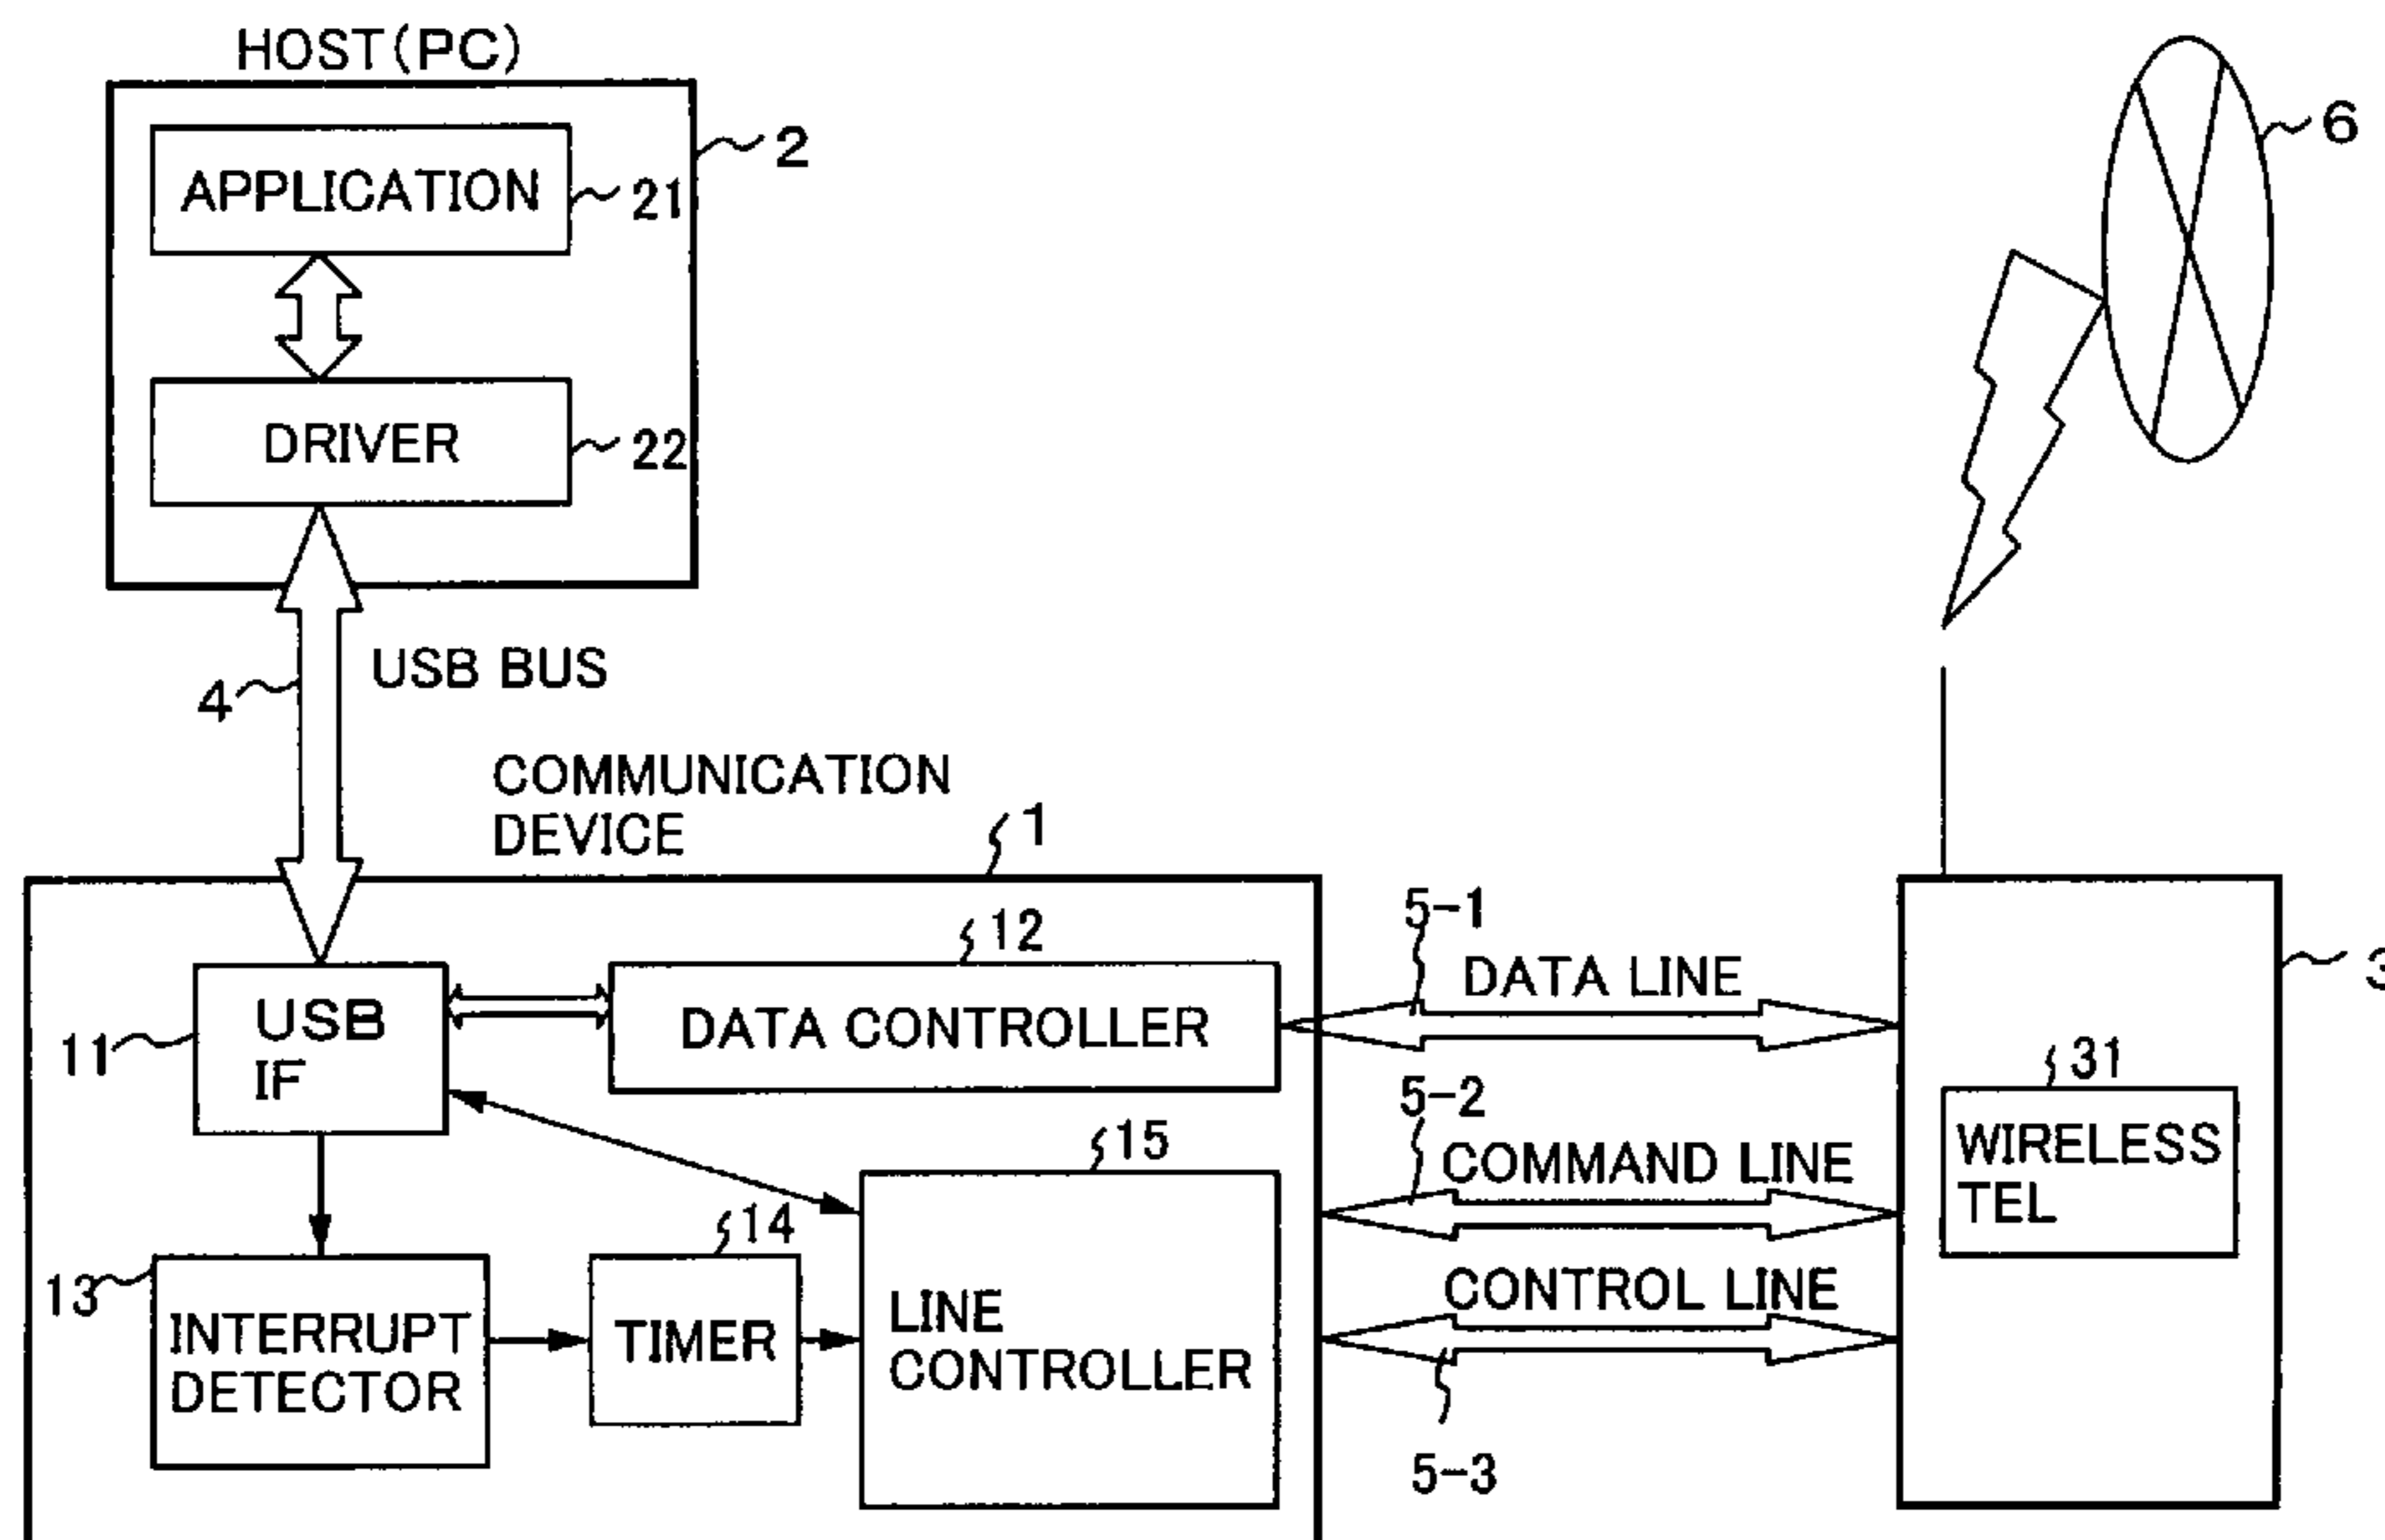 HOST(PC)
2
APPLICATION
21
DRIVER
22
6
4
USB BUS
COMMUNICATION
DEVICE
1
12
5-1
3
11
USB
IF
DATA CONTROLLER
DATA LINE
31
WIRELESS
TEL
5-2
COMMAND LINE
15
14
13
INTERRUPT
DETECTOR
TIMER
LINE
CONTROLLER
CONTROL LINE
5-3